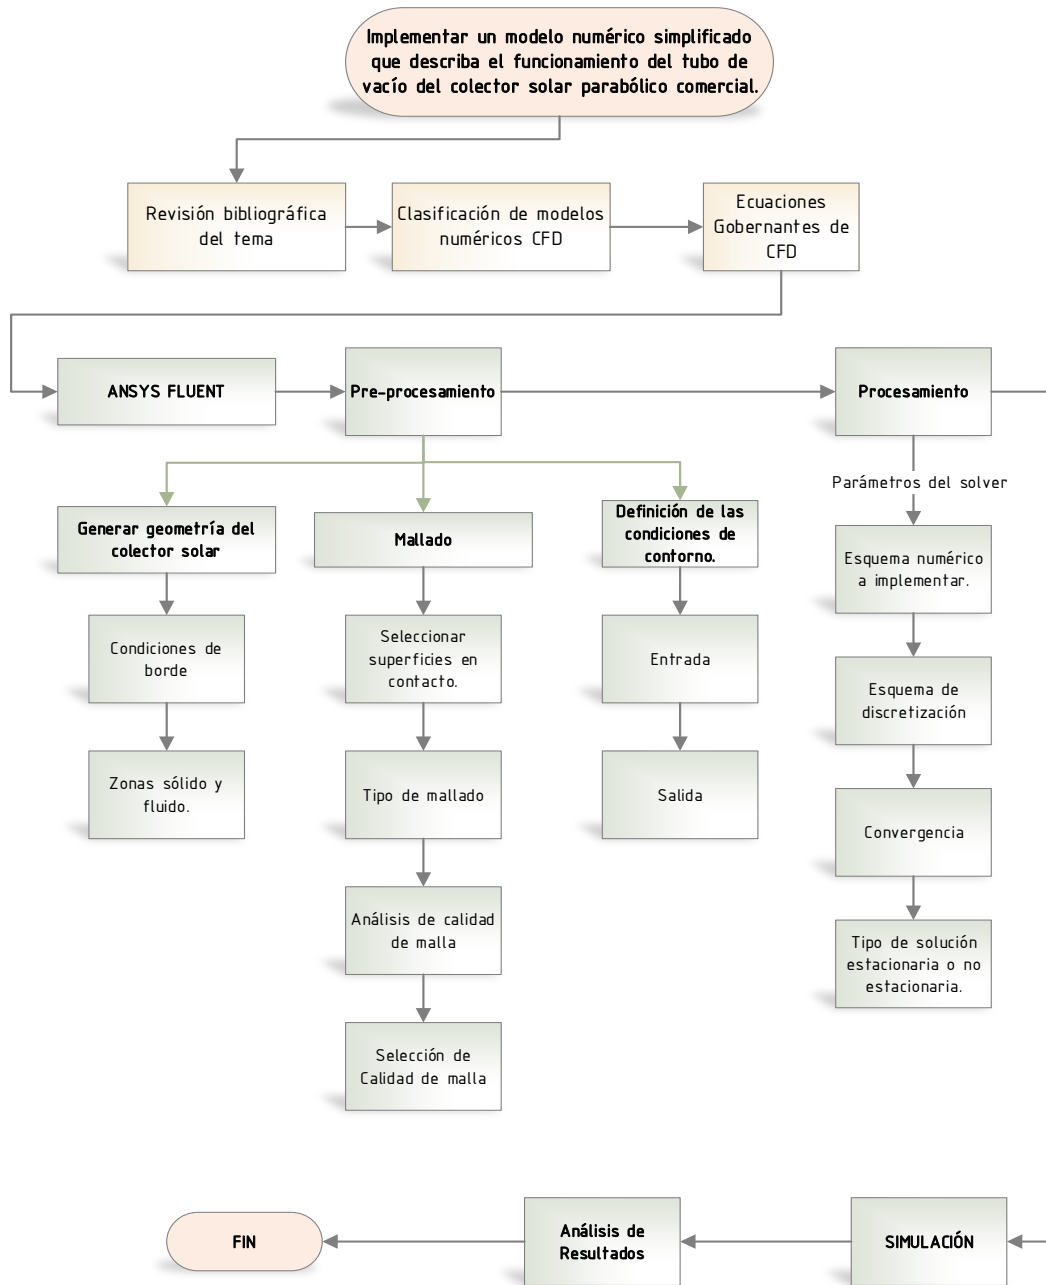 Implementar un modelo numérico simplificado
que describa el funcionamiento del tubo de
vacío del colector solar parabólico comercial.
Revisión bibliográfica
del tema
Clasificación de modelos
numéricos CFD
Ecuaciones
Gobernantes de
CFD
ANSYS FLUENT
Pre-procesamiento
Procesamiento
Parámetros del solver
Generar geometría del
colector solar
Condiciones de
borde
Zonas sólido y
fluido.
Mallado
Seleccionar
superficies en
contacto.
Tipo de mallado
Análisis de calidad
de malla
Selección de
Calidad de malla
Definición de las
condiciones de
contorno.
Entrada
Salida
Esquema numérico
a implementar.
Esquema de
discretización
Convergencia
Tipo de solución
estacionaria o no
estacionaria.
SIMULACIÓN
Análisis de
Resultados
FIN